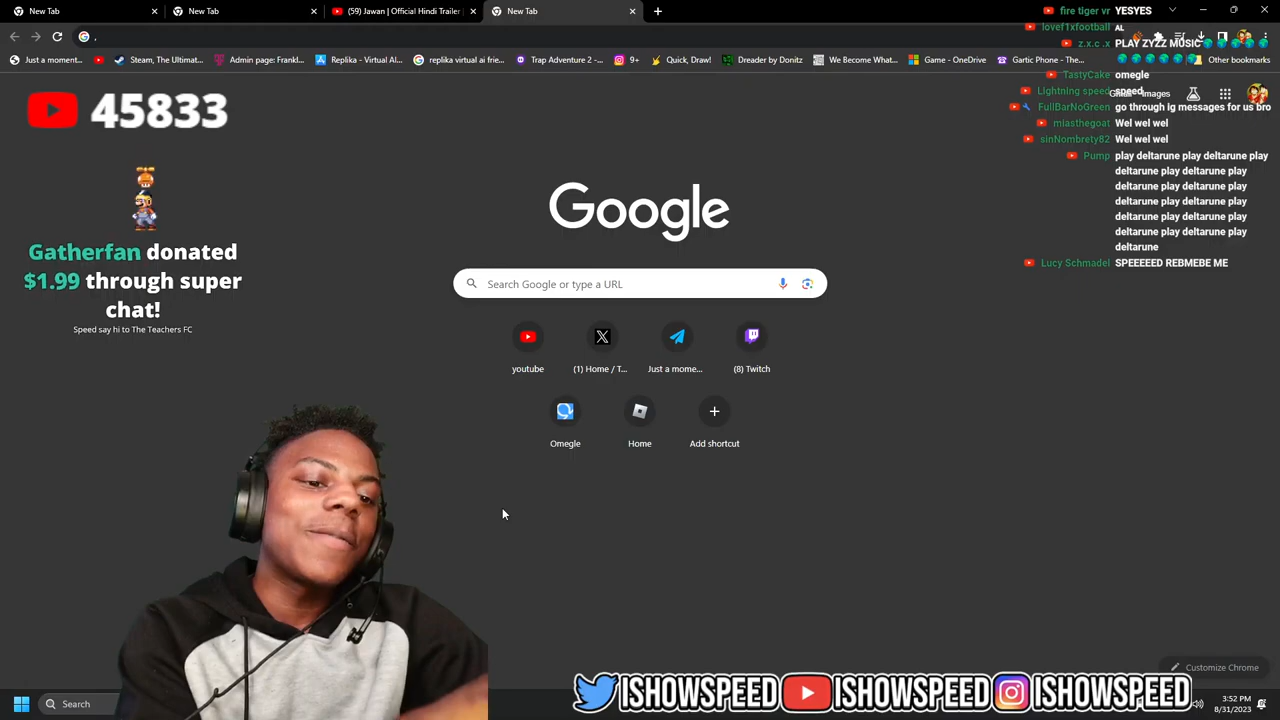 New Tab
New Tab
(59) Jawan | Official Hindi Trailer
New Tab
Just a moment...
Steam, The Ultimat...
Admin page: Frankl...
Replika - Virtual AI...
replika virtual ai frie...
Trap Adventure 2 -...
9+
Quick, Draw!
Dreader by Donitz
We Become What...
Game - OneDrive
Gartic Phone - The...
Other bookmarks
fire tiger vr YESYES
lovef1xfootball
z.x.c .x PLAY ZYZZ MUSIC
TastyCake omegle
Lightning speed speed
Images
FullBarNoGreen go through ig messages for us bro
miasthegoat Wel wel wel
sinNombrety82 Wel wel wel
Pump play deltarune play deltarune play
deltarune play deltarune play
deltarune play deltarune play
deltarune play deltarune play
deltarune play deltarune play
deltarune play deltarune play
deltarune
Lucy Schmadel SPEEEEED REBMEBE ME
45833
Gatherfan donated
$1.99 through super
chat!
Speed say hi to The Teachers FC
Google
Search Google or type a URL
youtube
(1) Home / T...
Just a mome...
(8) Twitch
Omegle
Home
Add shortcut
Customize Chrome
ISHOWSPEED ISHOWSPEED ISHOWSPEED
Search
3:52 PM
8/31/2023